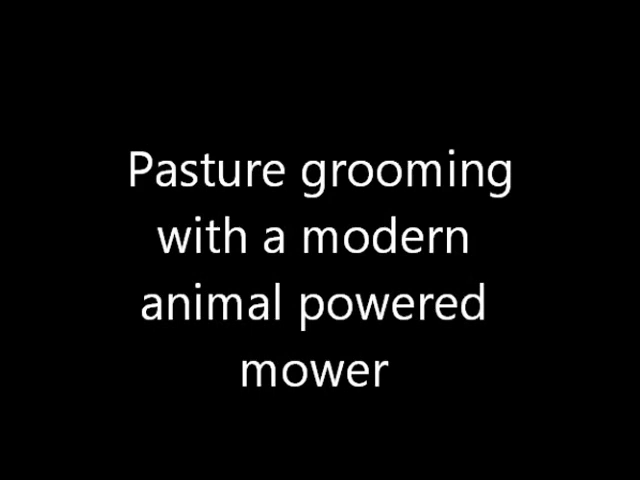 Pasture grooming
with a modern
animal powered
mower